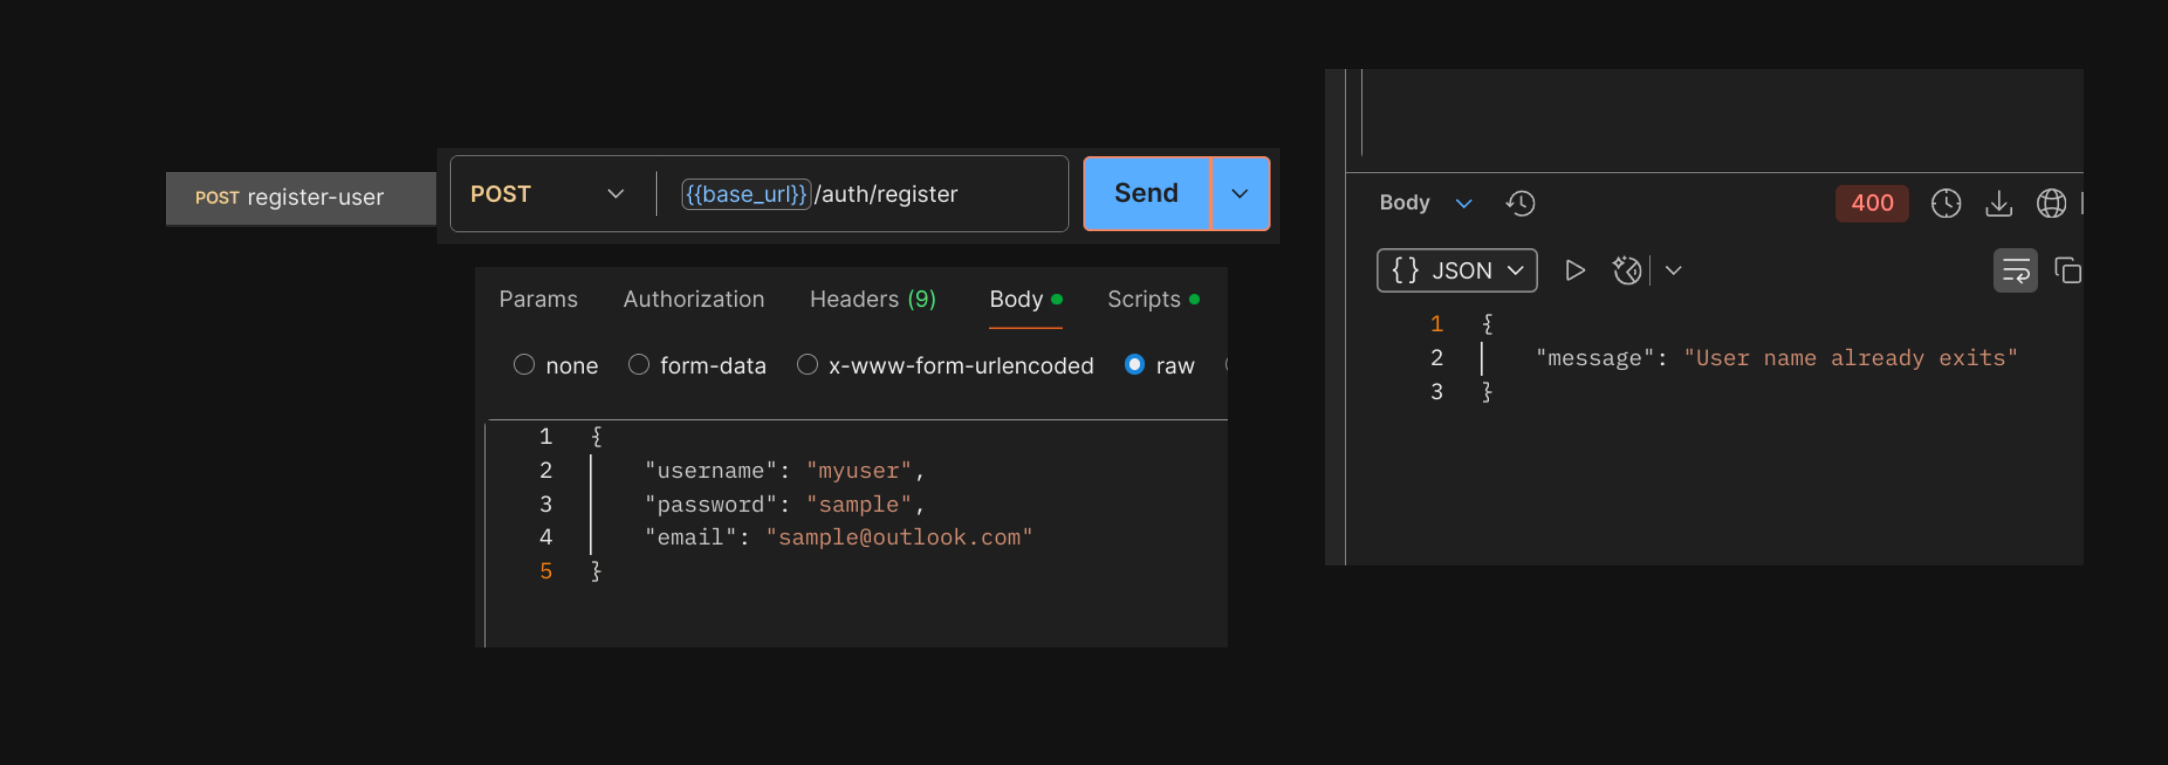 POST register-user
POST {{base_url}}/auth/register Send
Params Authorization Headers (9) Body Scripts
none form-data x-www-form-urlencoded raw
1 {
2 "username": "myuser",
3 "password": "sample",
4 "email": "sample@outlook.com"
5 }
Body 400
{} JSON
1 {
2 "message": "User name already exits"
3 }